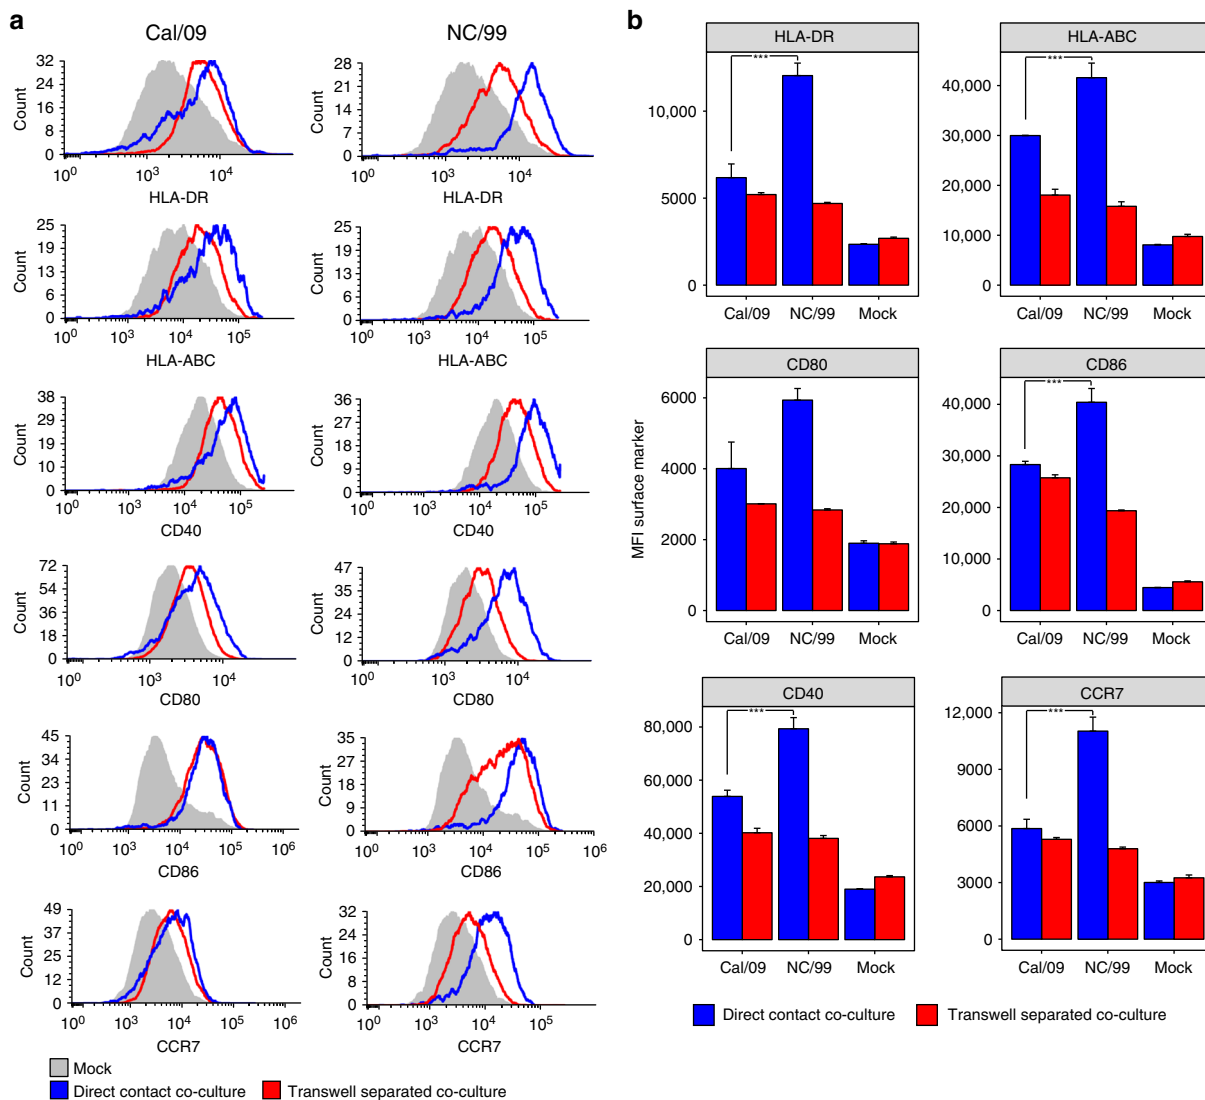 a
Cal/09
NC/99
Count
32 24 16 8 0
10^0 10^3 10^4
HLA-DR
Count
28 21 14 7 0
10^0 10^3 10^4
HLA-DR
Count
25 19 13 6 0
10^0 10^3 10^4 10^5
HLA-ABC
Count
25 19 13 6 0
10^0 10^3 10^4 10^5
HLA-ABC
Count
38 29 19 10 0
10^0 10^3 10^4 10^5
CD40
Count
36 27 18 9 0
10^0 10^3 10^4 10^5
CD40
Count
72 54 36 18 0
10^0 10^3 10^4
CD80
Count
47 35 24 12 0
10^0 10^3 10^4
CD80
Count
45 34 23 11 0
10^0 10^3 10^4 10^5 10^6
CD86
Count
35 26 18 9 0
10^0 10^3 10^4 10^5 10^6
CD86
Count
49 37 25 12 0
10^0 10^3 10^4 10^5 10^6
CCR7
Count
32 24 16 8 0
10^0 10^3 10^4 10^5
CCR7
Mock
Direct contact co-culture
Transwell separated co-culture
b
MFI surface marker
HLA-DR
***
10,000
5000
0
Cal/09 NC/99 Mock
HLA-ABC
***
40,000
30,000
20,000
10,000
0
Cal/09 NC/99 Mock
CD80
6000
4000
2000
0
Cal/09 NC/99 Mock
CD86
***
40,000
30,000
20,000
10,000
0
Cal/09 NC/99 Mock
CD40
***
80,000
60,000
40,000
20,000
0
Cal/09 NC/99 Mock
CCR7
***
12,000
9000
6000
3000
0
Cal/09 NC/99 Mock
Direct contact co-culture
Transwell separated co-culture